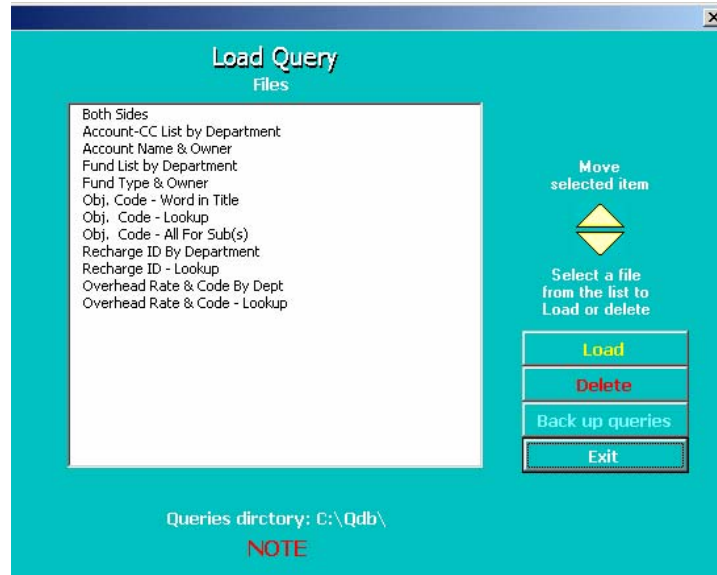 Load Query
Files
Both Sides
Account-CC List by Department
Account Name & Owner
Fund List by Department
Fund Type & Owner
Obj. Code - Word in Title
Obj.  Code - Lookup
Obj.  Code - All For Sub(s)
Recharge ID By Department
Recharge ID - Lookup
Overhead Rate & Code By Dept
Overhead Rate & Code - Lookup
Move
selected item
Select a file
from the list to
Load or delete
Load
Delete
Back up queries
Exit
Queries dirctory: C:\Qdb\
NOTE